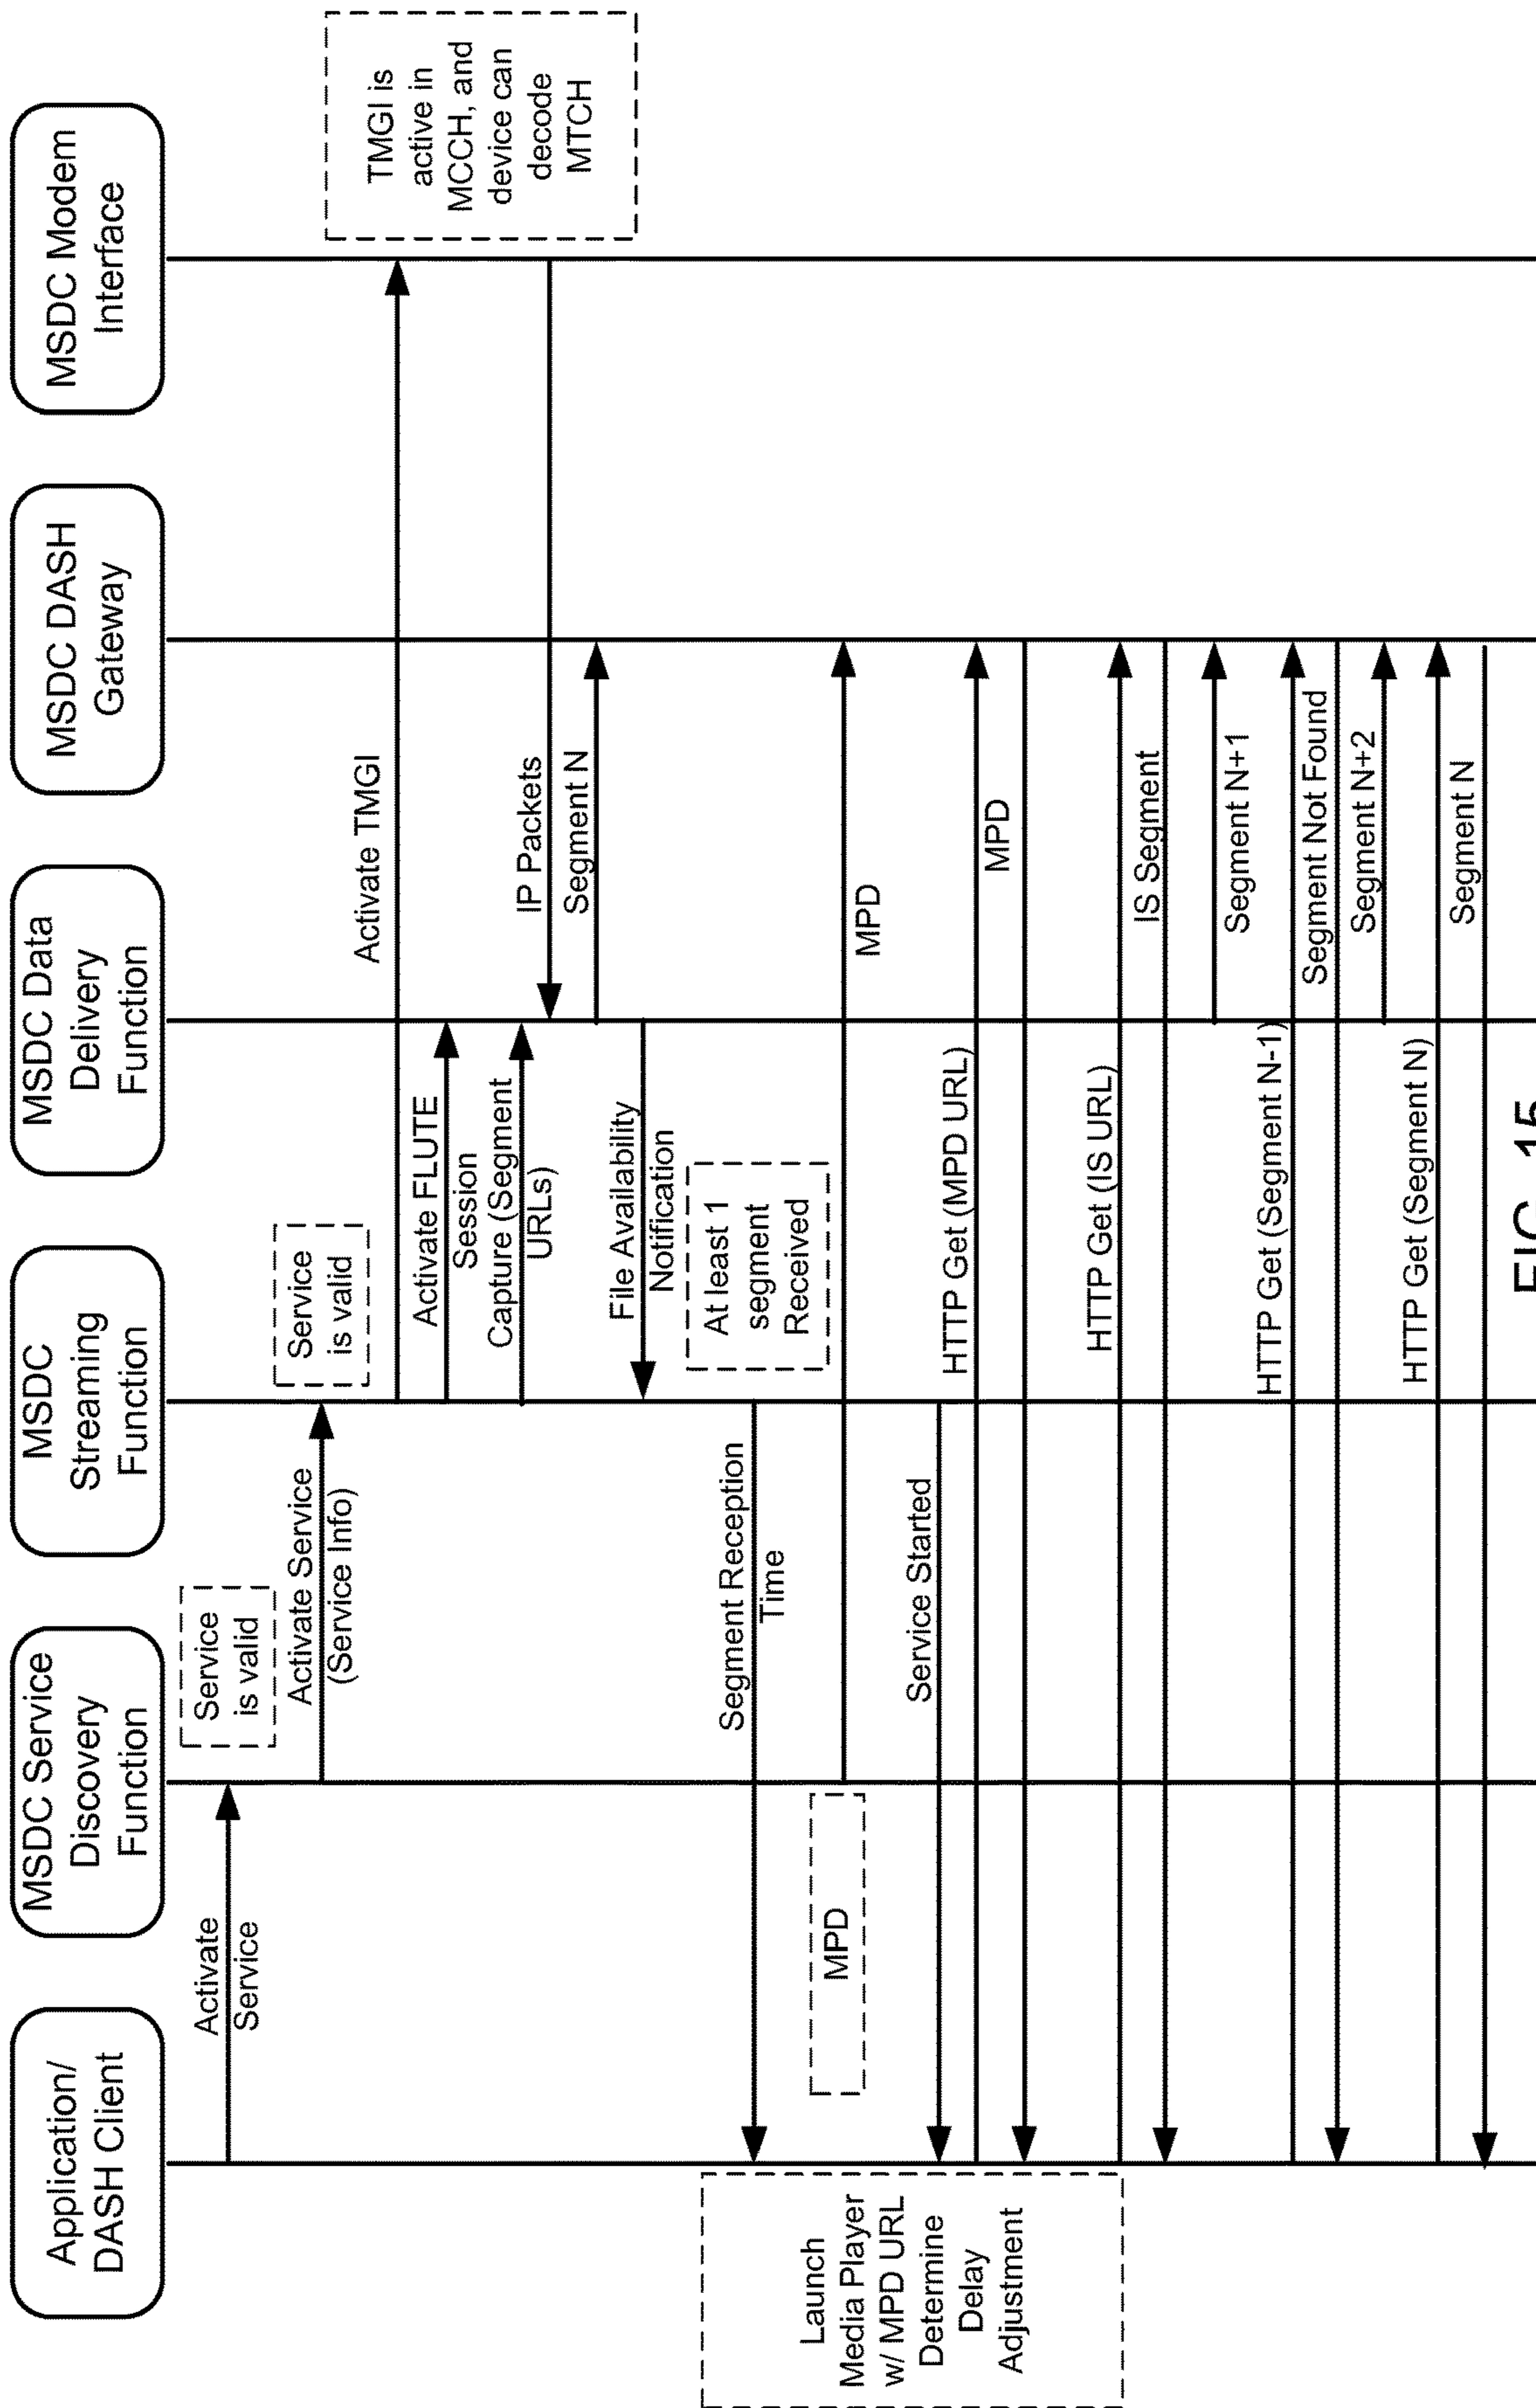 Application/
DASH Client
MSDC Service
Discovery
Function
MSDC
Streaming
Function
MSDC Data
Delivery
Function
MSDC DASH
Gateway
MSDC Modem
Interface
Activate
Service
Service
is valid
Activate Service
(Service Info)
Service
is valid
Activate TMGI
TMGI is
active in
MCCH, and
device can
decode
MTCH
Activate FLUTE
Session
Capture (Segment
URLs)
IP Packets
Segment N
File Availability
Notification
At least 1
segment
Received
Segment Reception
Time
MPD
MPD
Launch
Media Player
w/ MPD URL
Determine
Delay
Adjustment
Service Started
HTTP Get (MPD URL)
MPD
HTTP Get (IS URL)
IS Segment
Segment N+1
HTTP Get (Segment N-1)
Segment Not Found
Segment N+2
HTTP Get (Segment N)
Segment N
FIG. 15